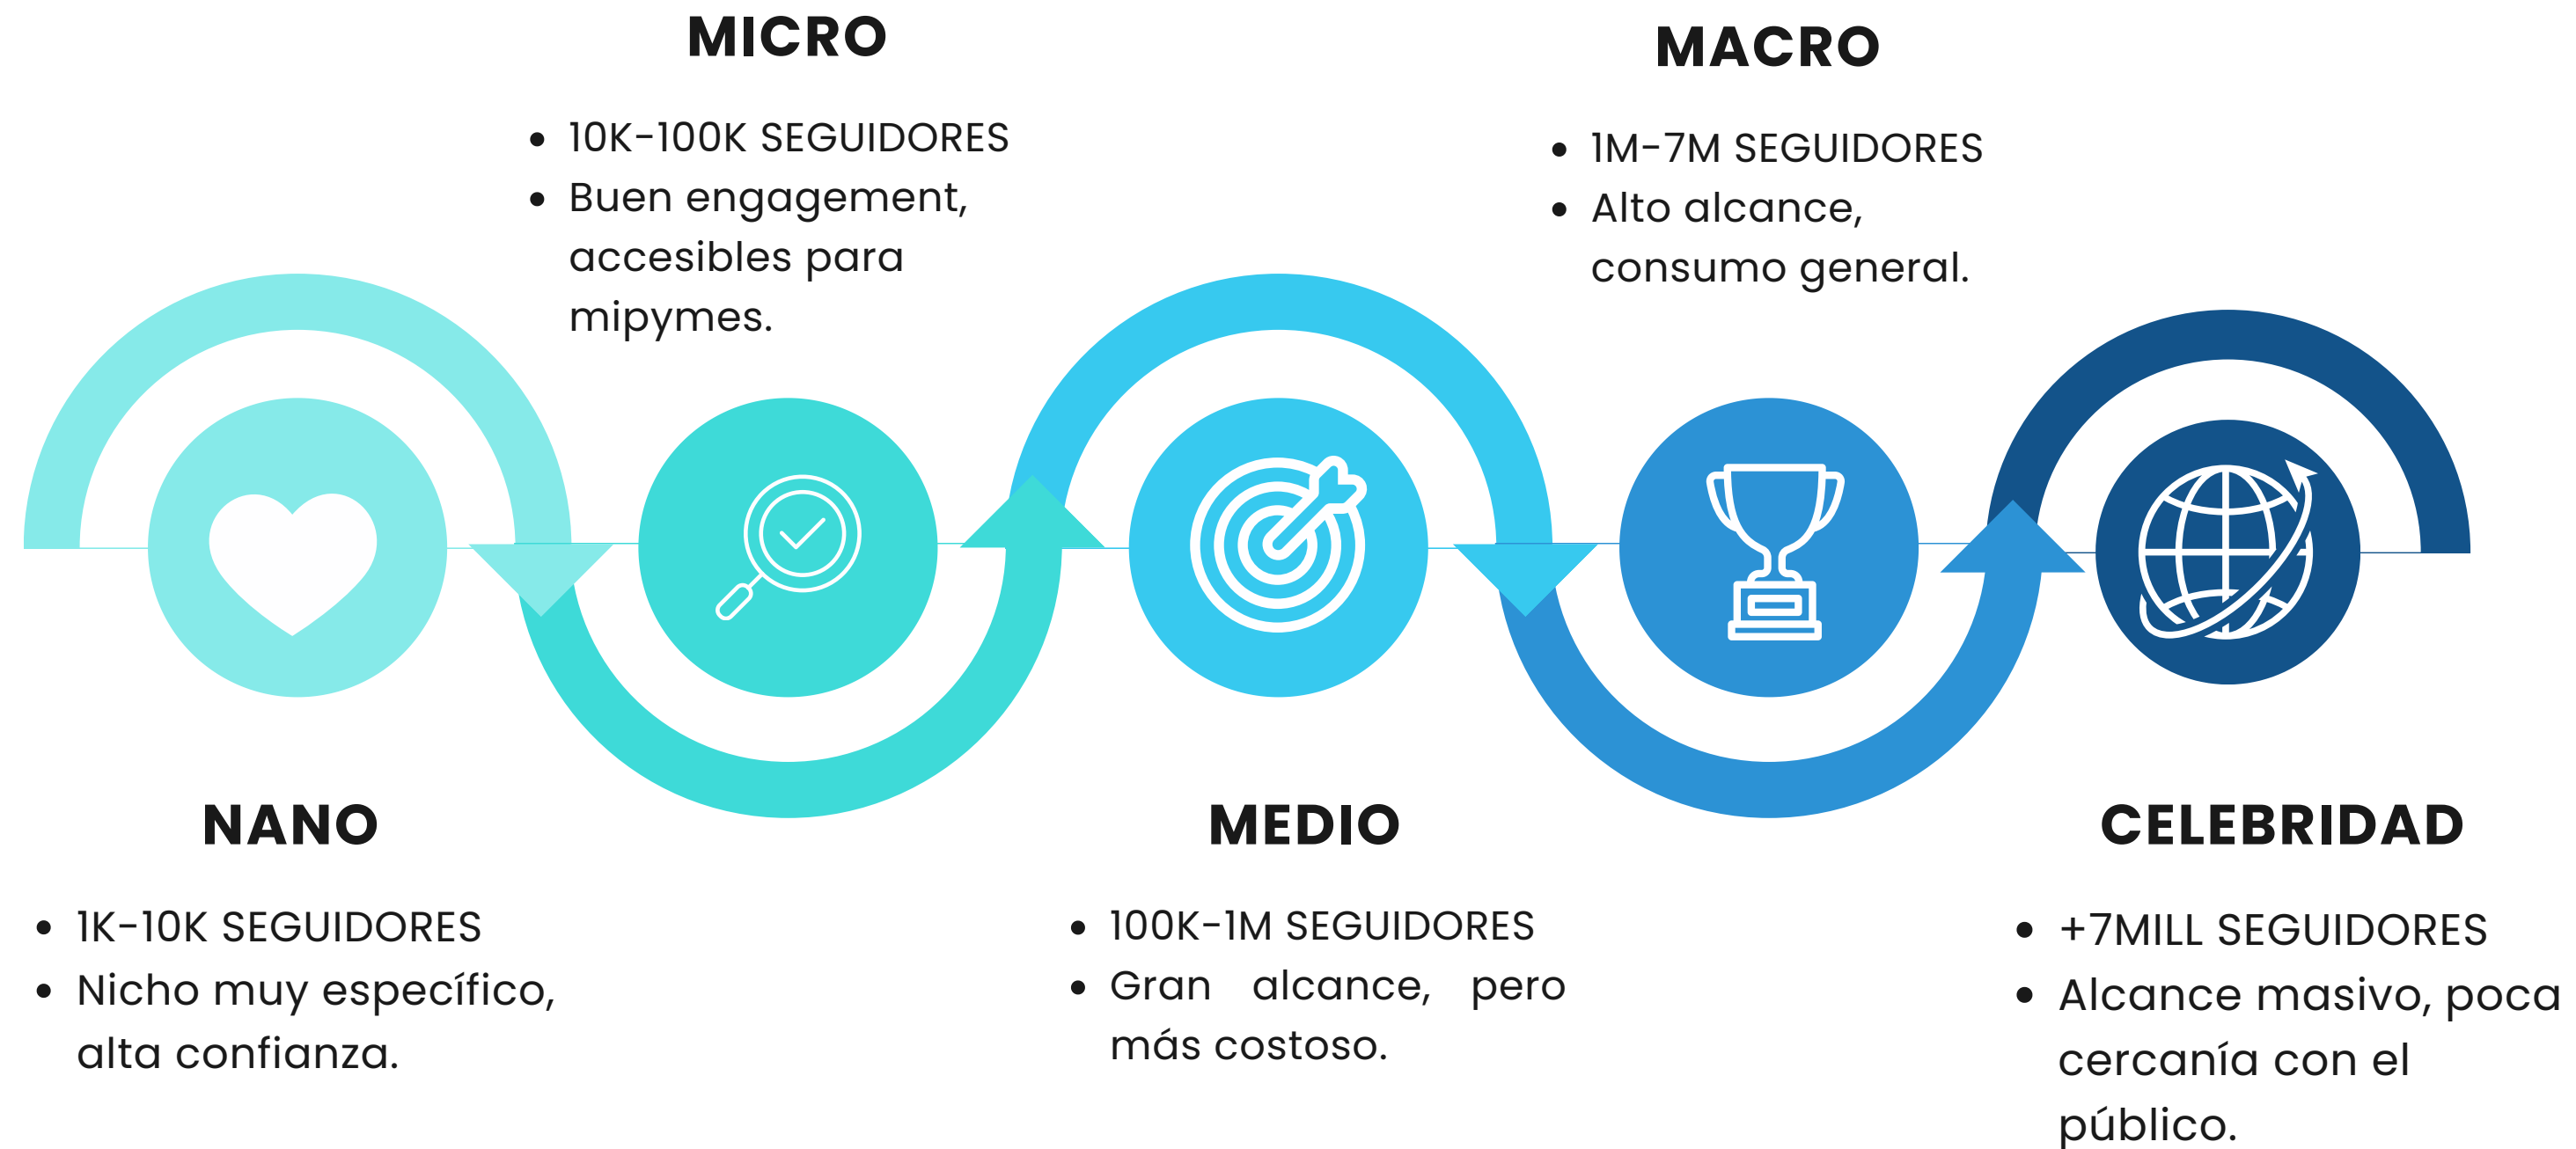 MICRO
• 10K-100K SEGUIDORES
• Buen engagement,
accesibles para
mipymes.
MACRO
• 1M-7M SEGUIDORES
• Alto alcance,
consumo general.
NANO
• 1K-10K SEGUIDORES
• Nicho muy específico,
alta confianza.
MEDIO
• 100K-1M SEGUIDORES
• Gran alcance, pero
más costoso.
CELEBRIDAD
• +7MILL SEGUIDORES
• Alcance masivo, poca
cercanía con el
público.